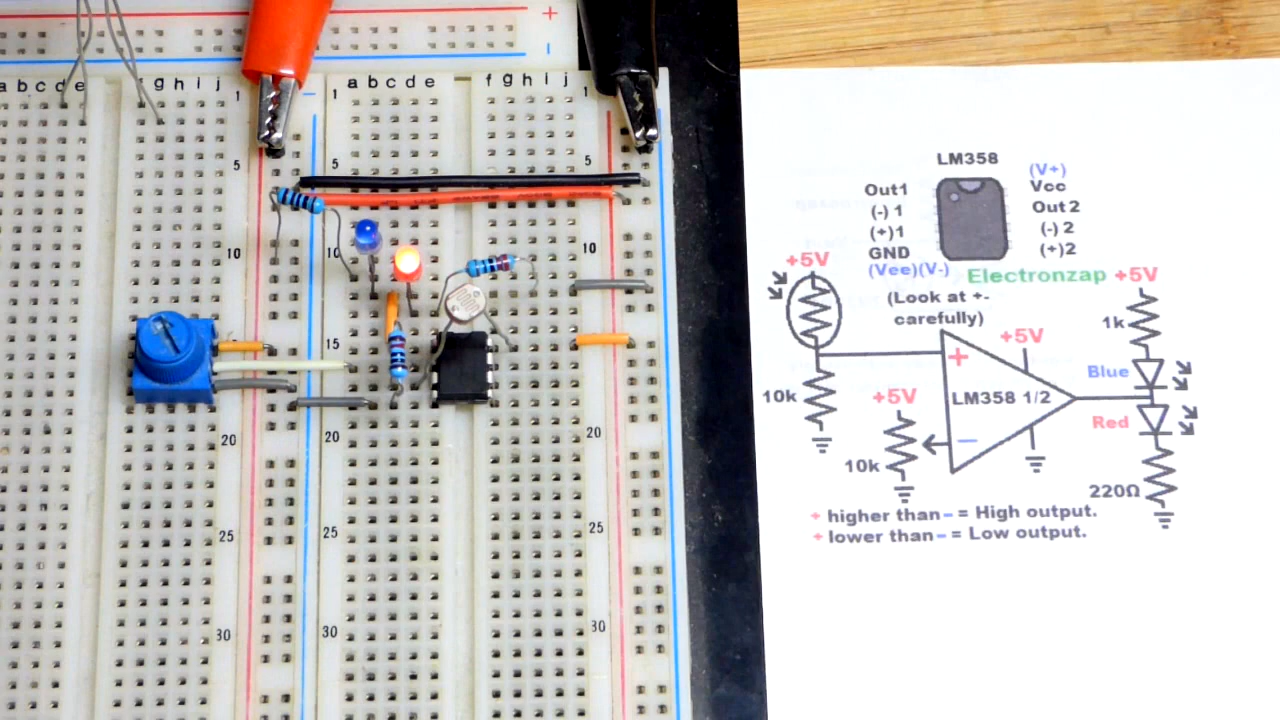 +
−
a b c d e
g h i j
a b c d e
f g h i j
1
1
1
5
5
5
10
10
10
15
15
20
20
20
25
25
25
30
30
30
LM358
Out1
(-) 1
(+)1
GND
(Vee)(V-)
(V+)
Vcc
Out 2
(-) 2
(+)2
Electronzap
+5V
+5V
(Look at +-
carefully)
1k
+5V
+
Blue
10k
+5V
LM358 1/2
Red
−
10k
220Ω
+ higher than - = High output.
+ lower than - = Low output.